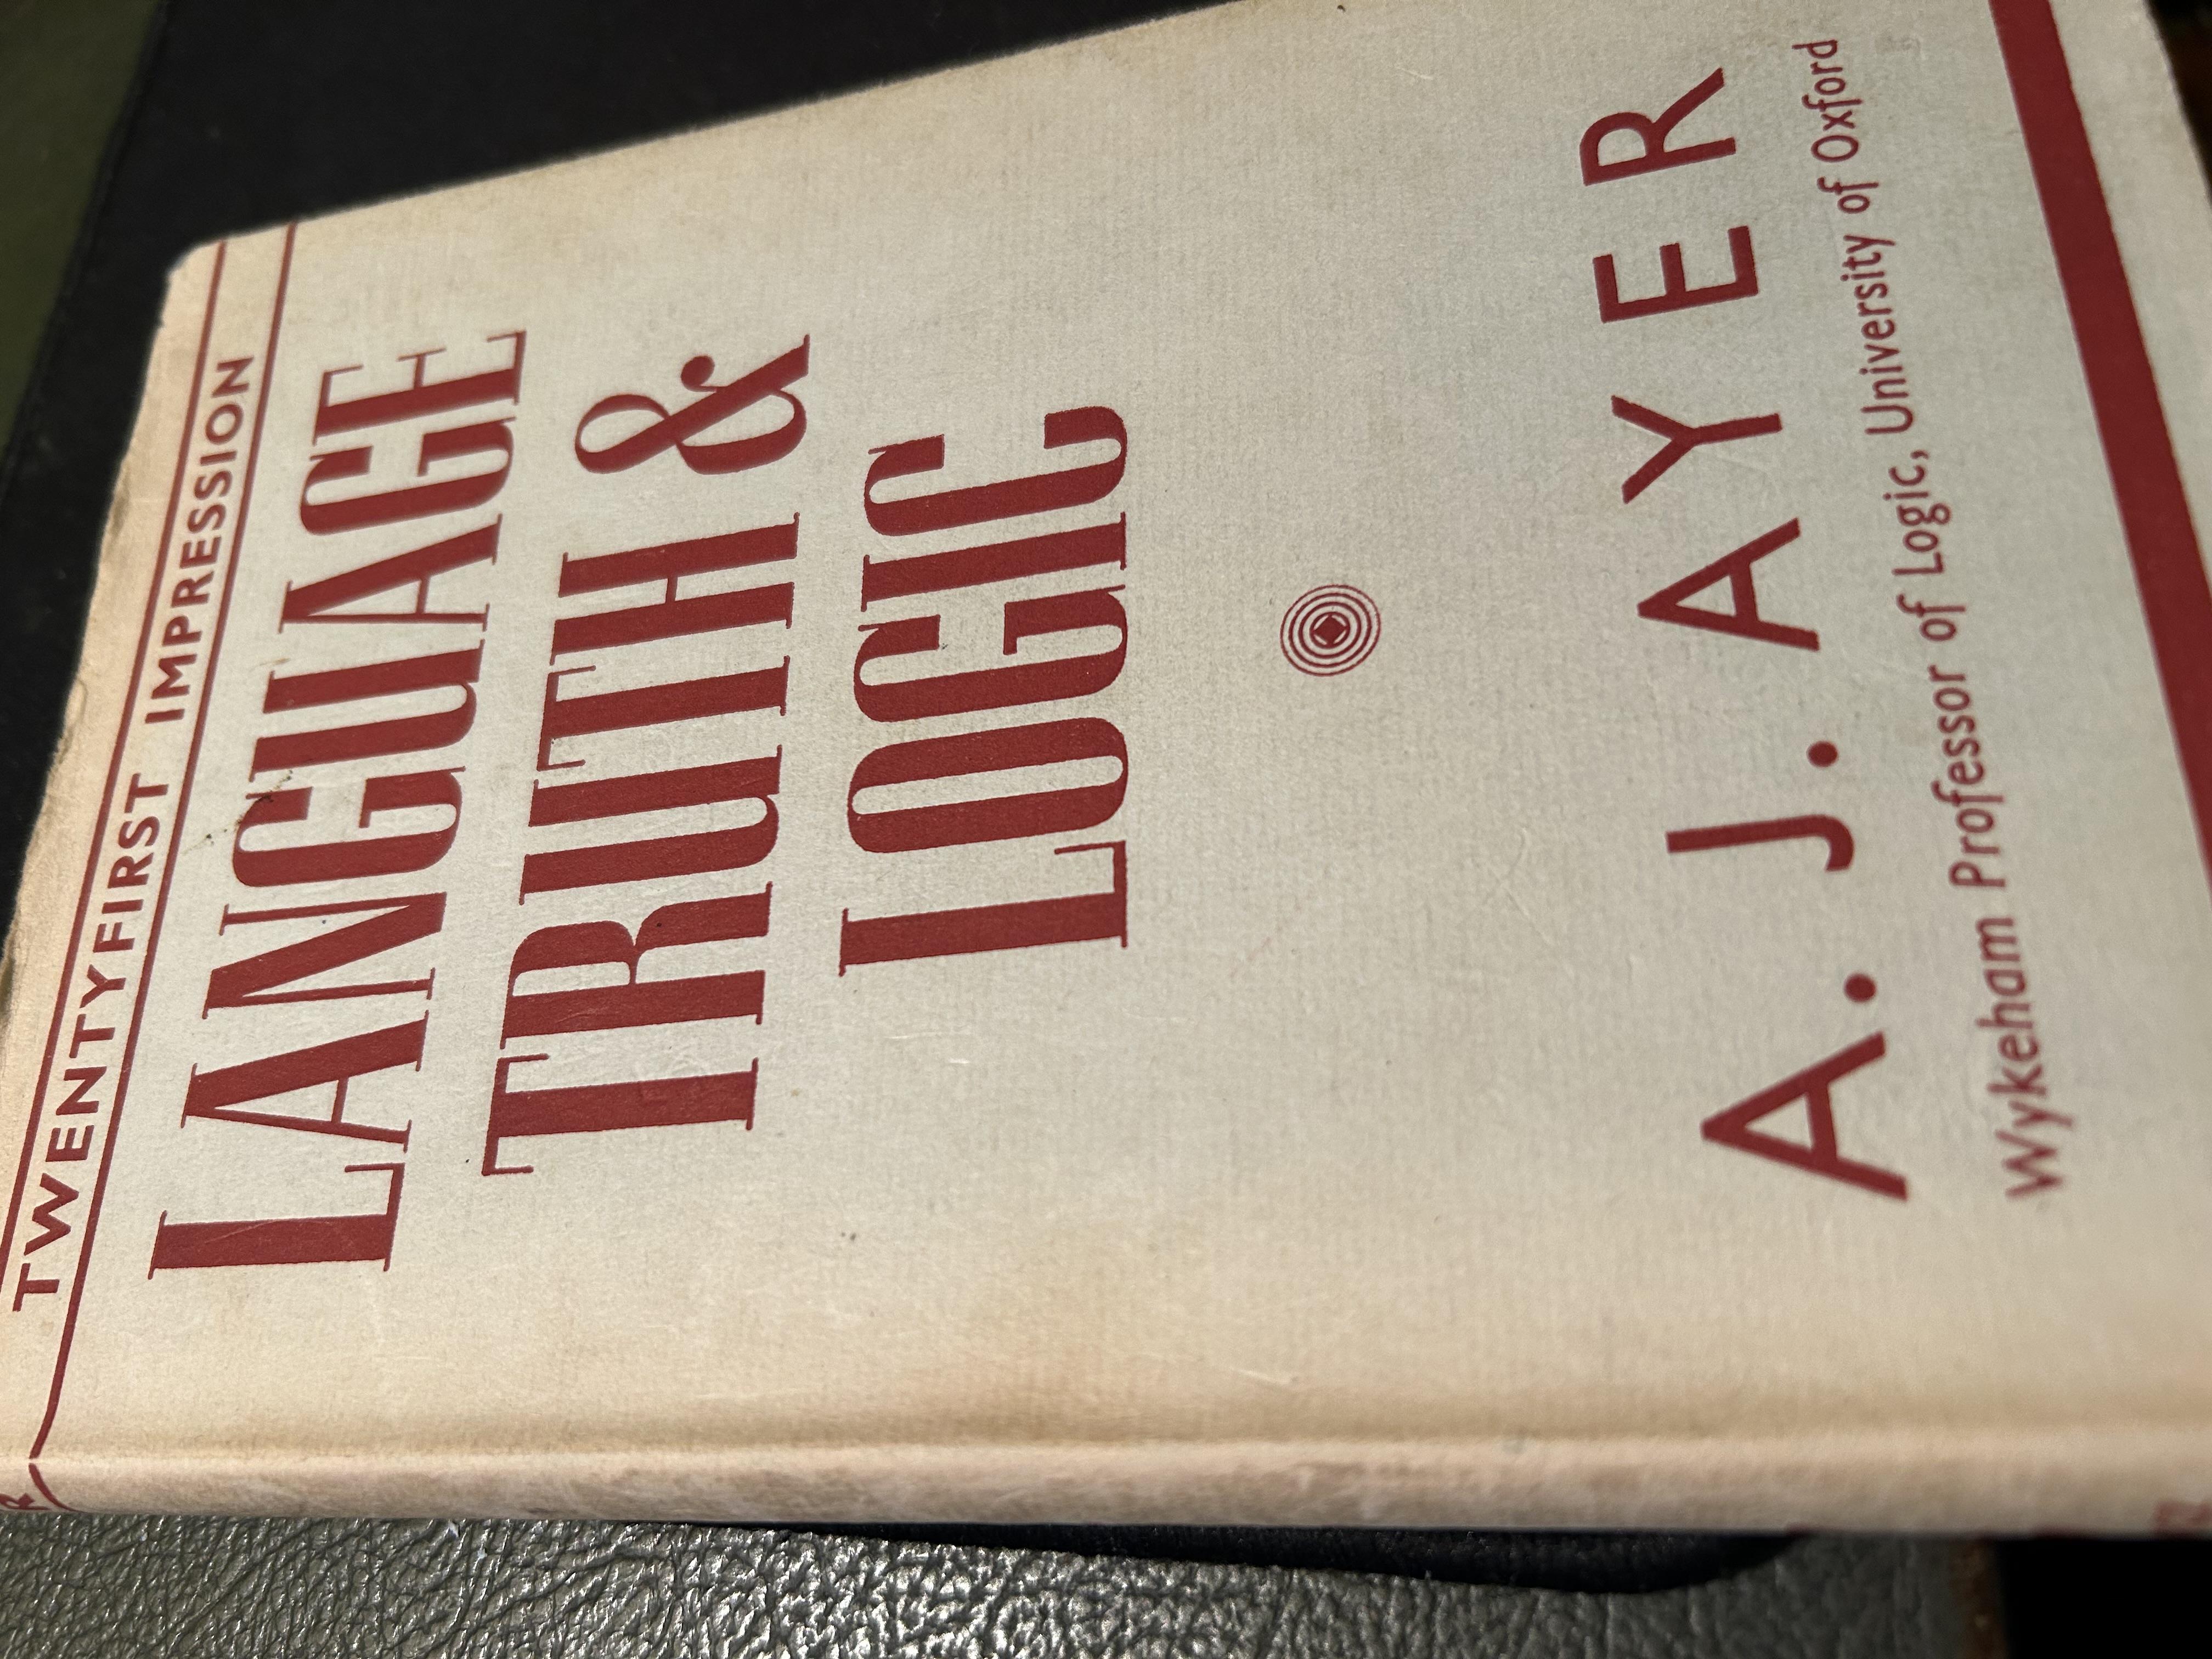 TWENTYFIRST IMPRESSION
LANGUAGE
TRUTH &
LOGIC
A. J. AYER
Wykeham Professor of Logic, University of Oxford